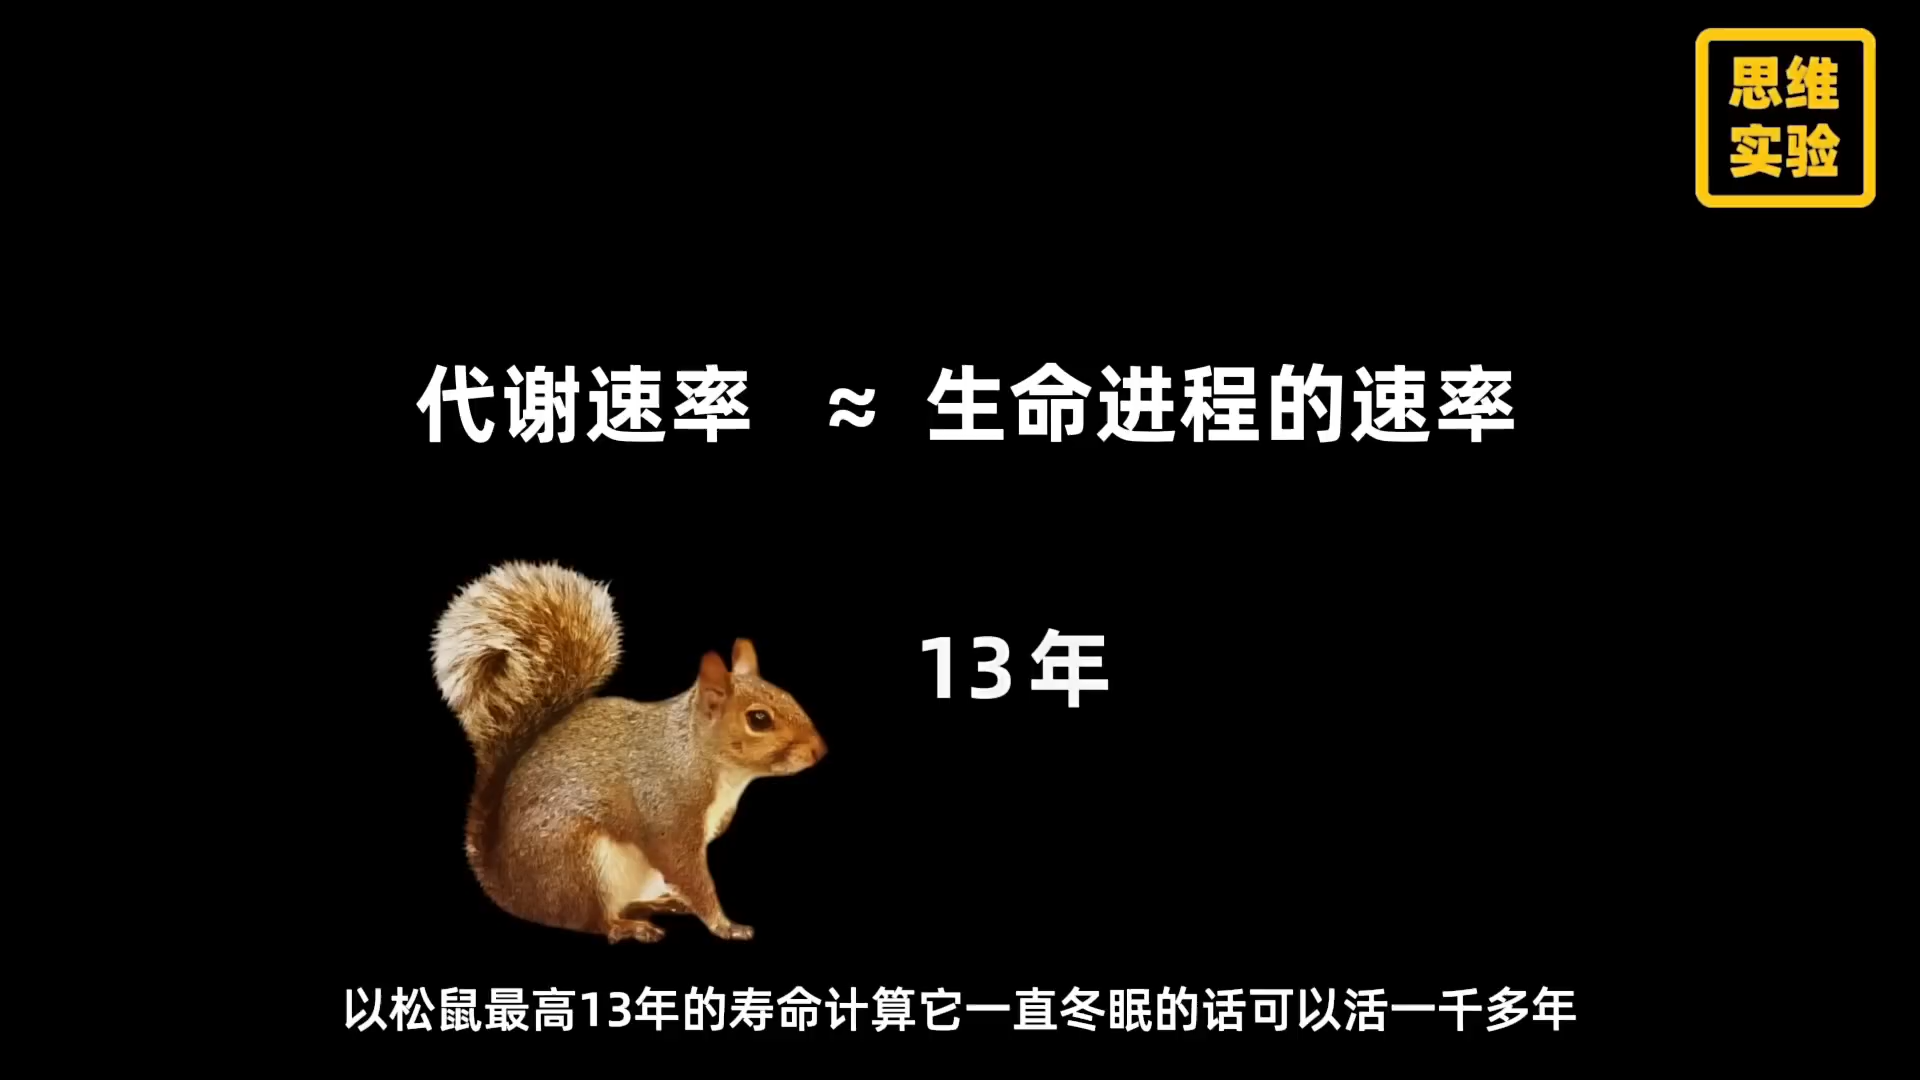 思维
实验
代谢速率 ≈ 生命进程的速率
13年
以松鼠最高13年的寿命计算它一直冬眠的话可以活一千多年